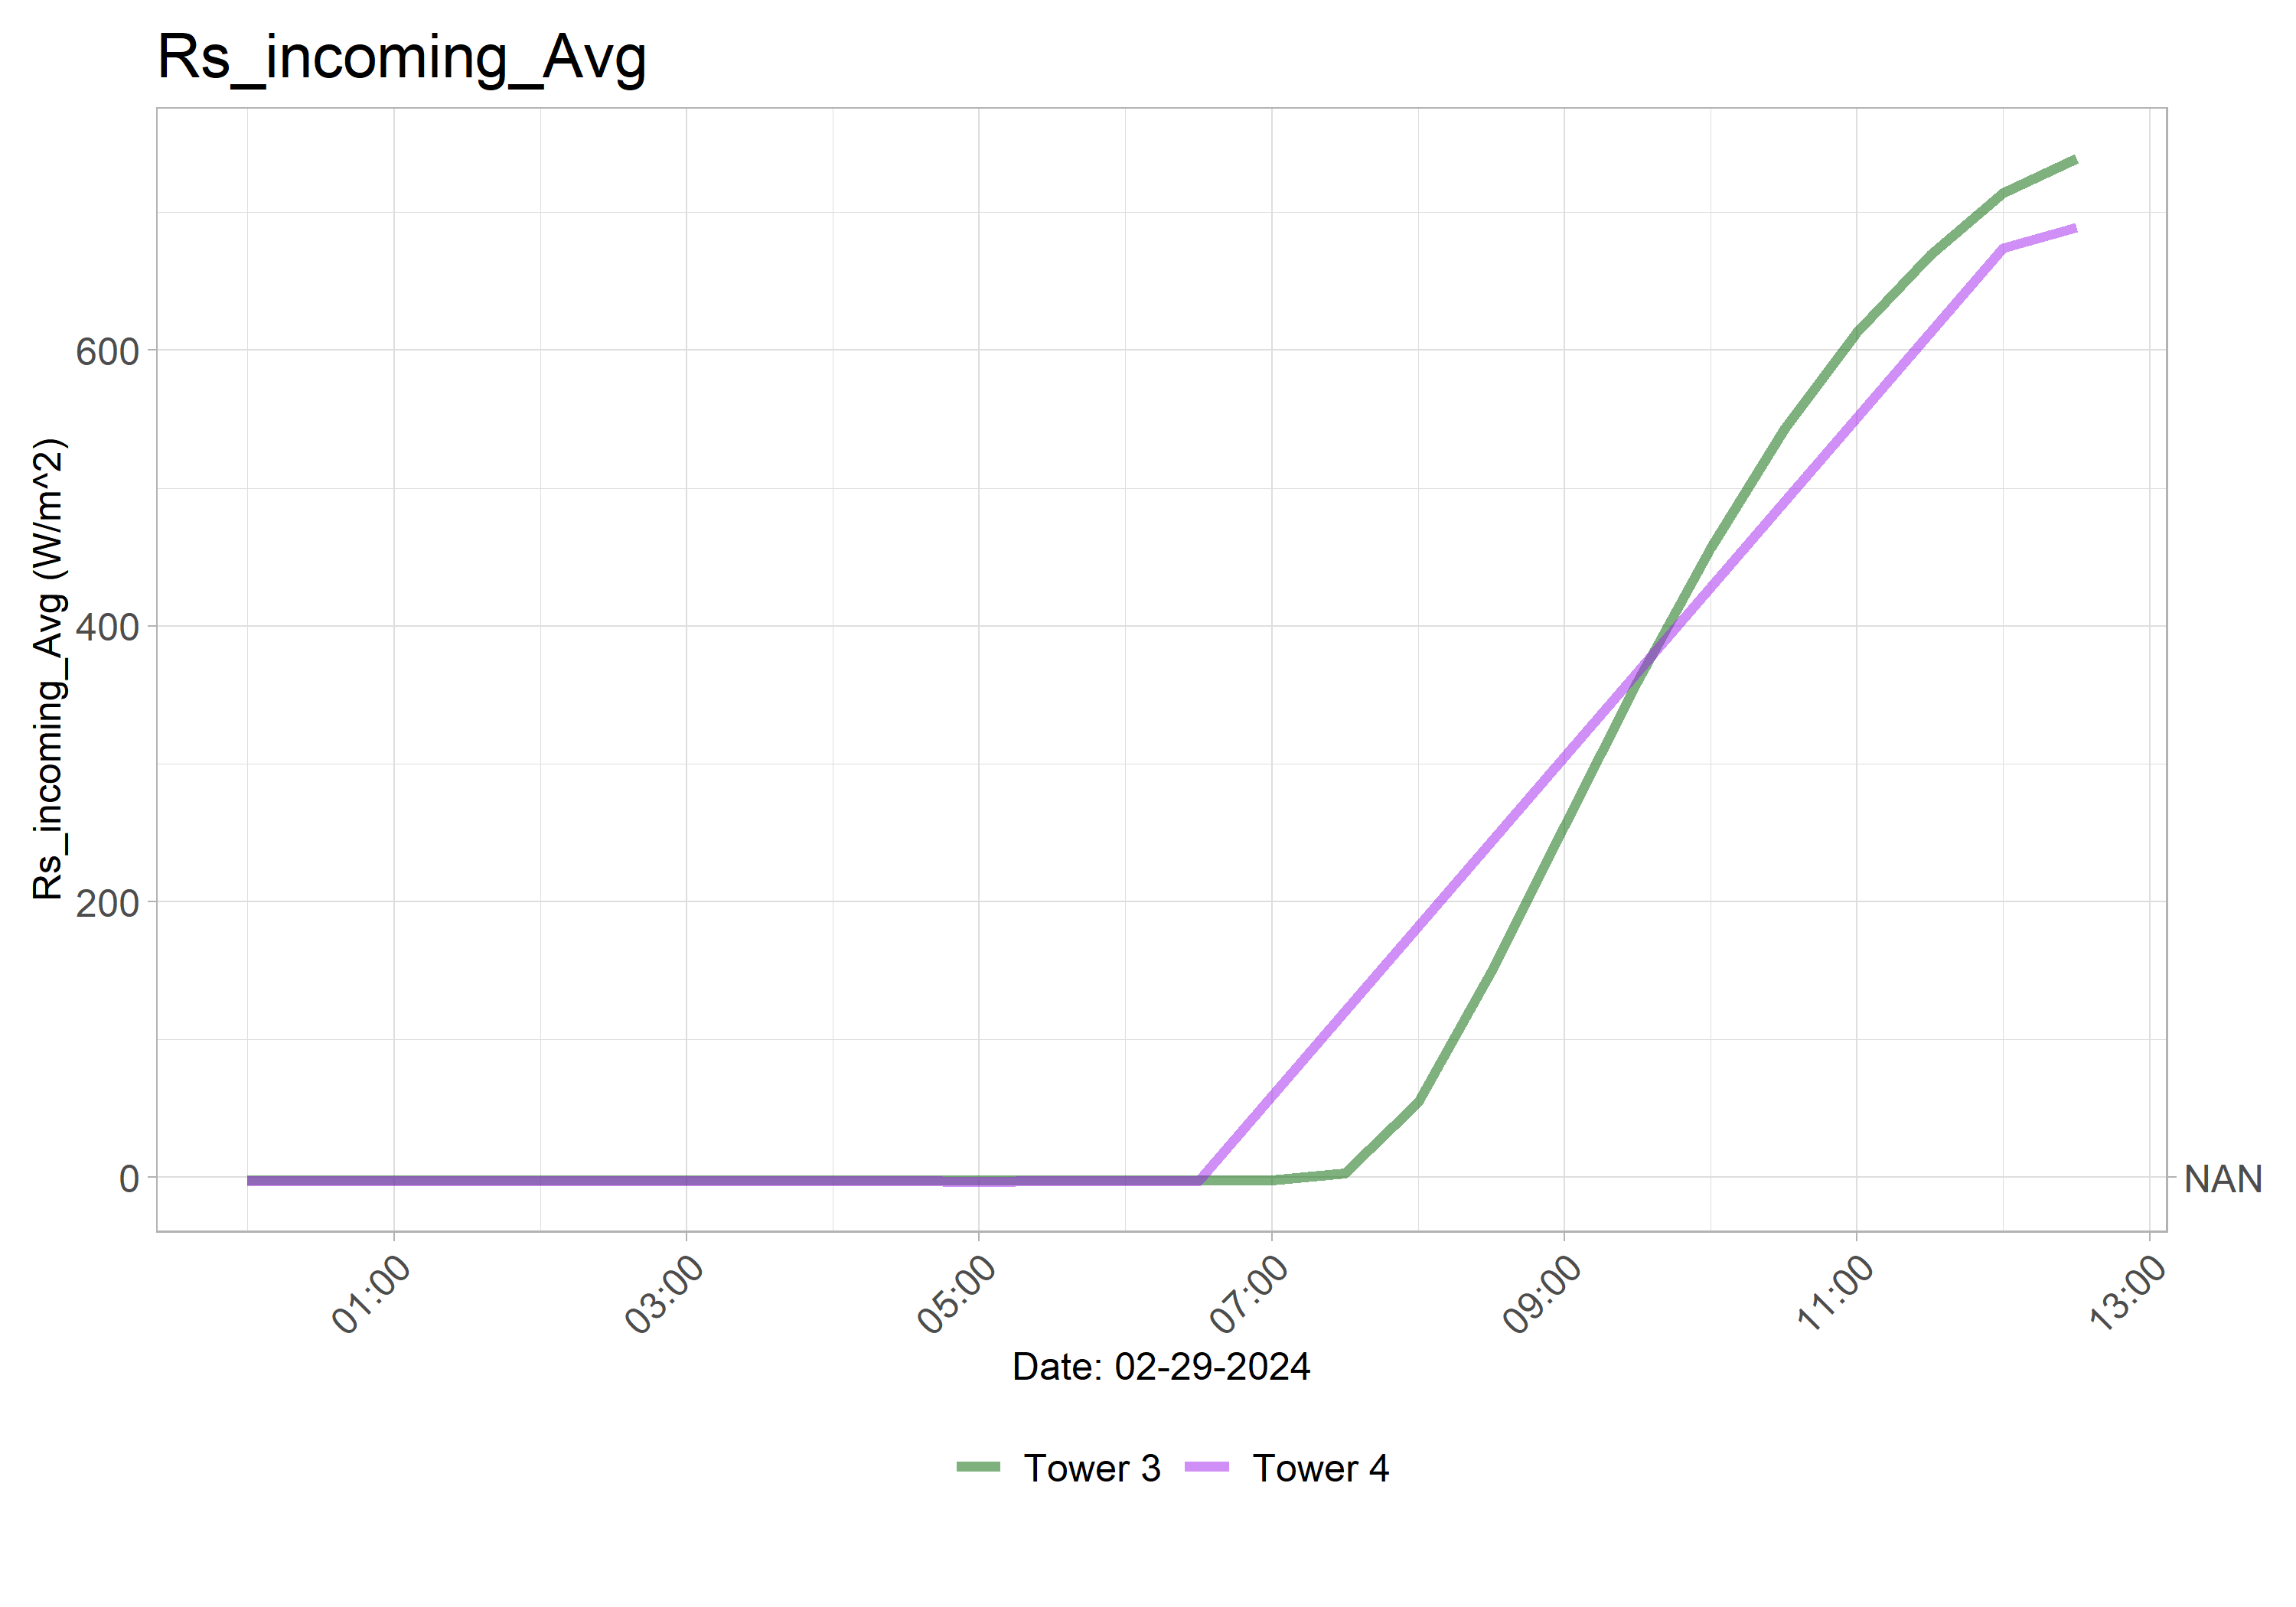 Rs_incoming_Avg
Rs_incoming_Avg (W/m^2)
600
400
200
0
NAN
01:00
03:00
05:00
07:00
09:00
11:00
13:00
Date: 02-29-2024
Tower 3
Tower 4